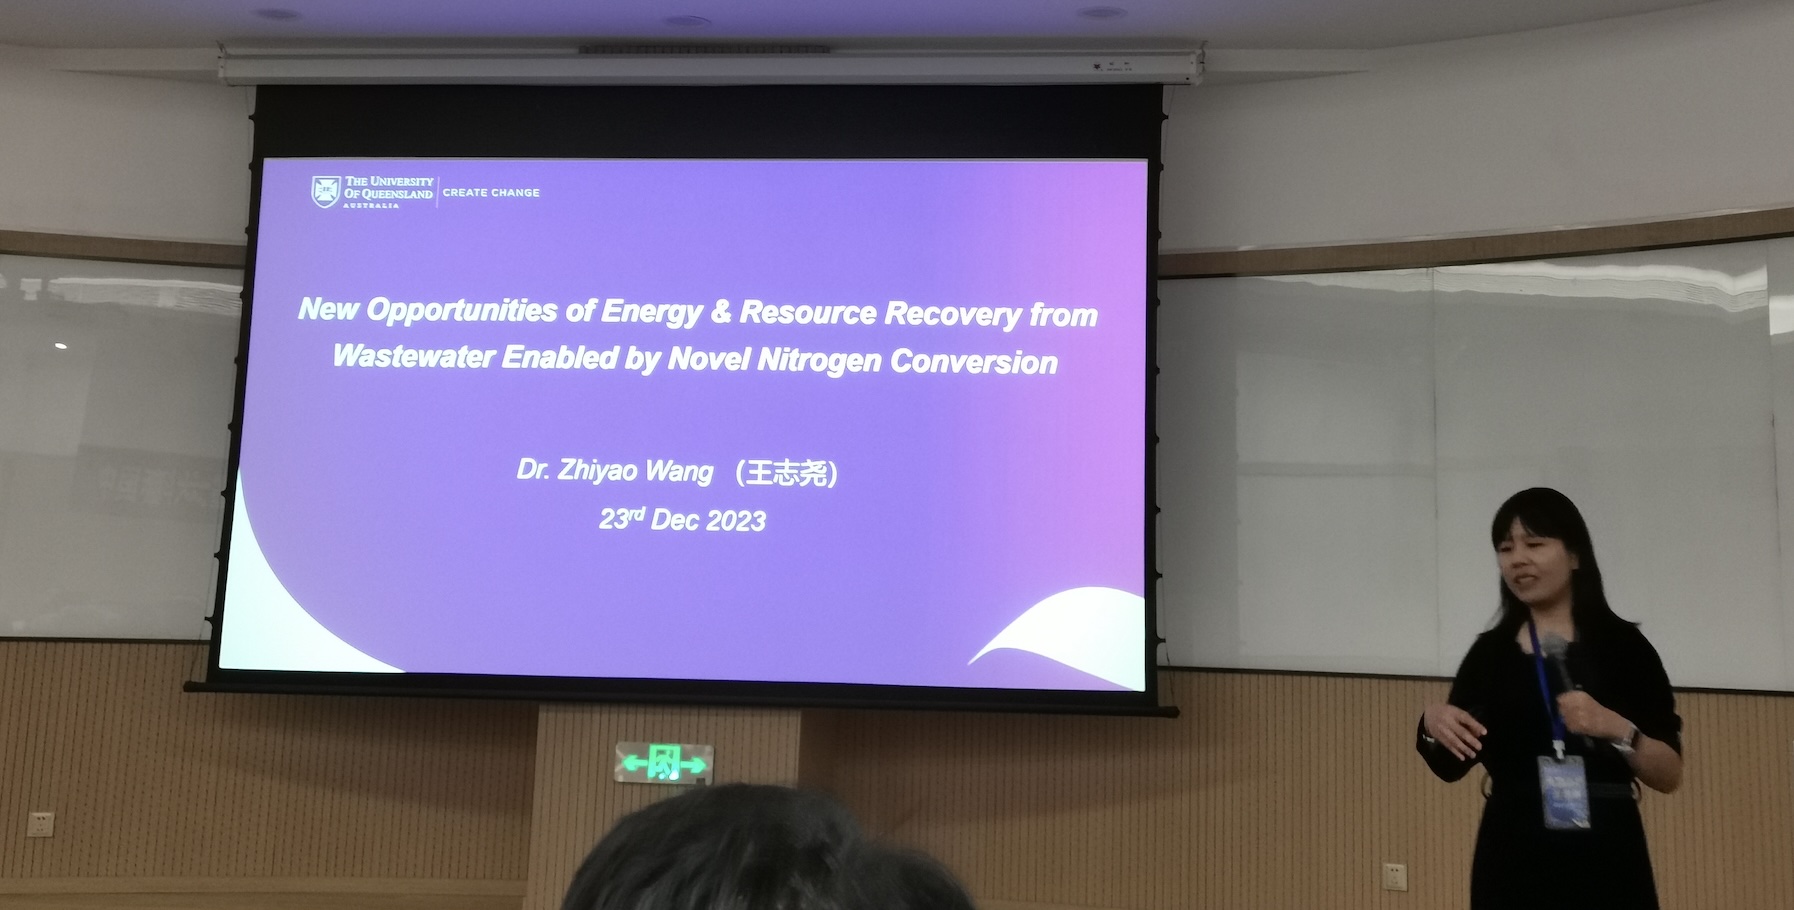 THE UNIVERSITY
OF QUEENSLAND
AUSTRALIA
CREATE CHANGE
New Opportunities of Energy & Resource Recovery from
Wastewater Enabled by Novel Nitrogen Conversion
Dr. Zhiyao Wang （王志尧）
23rd Dec 2023